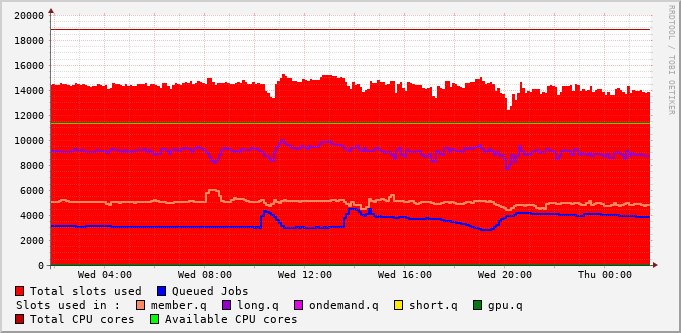 RRDTOOL / TOBI OETIKER
20000
18000
16000
14000
12000
10000
8000
6000
4000
2000
0
Wed 04:00 Wed 08:00 Wed 12:00 Wed 16:00 Wed 20:00 Thu 00:00
Total slots used Queued Jobs
Slots used in : member.q long.q ondemand.q short.q gpu.q
Total CPU cores Available CPU cores